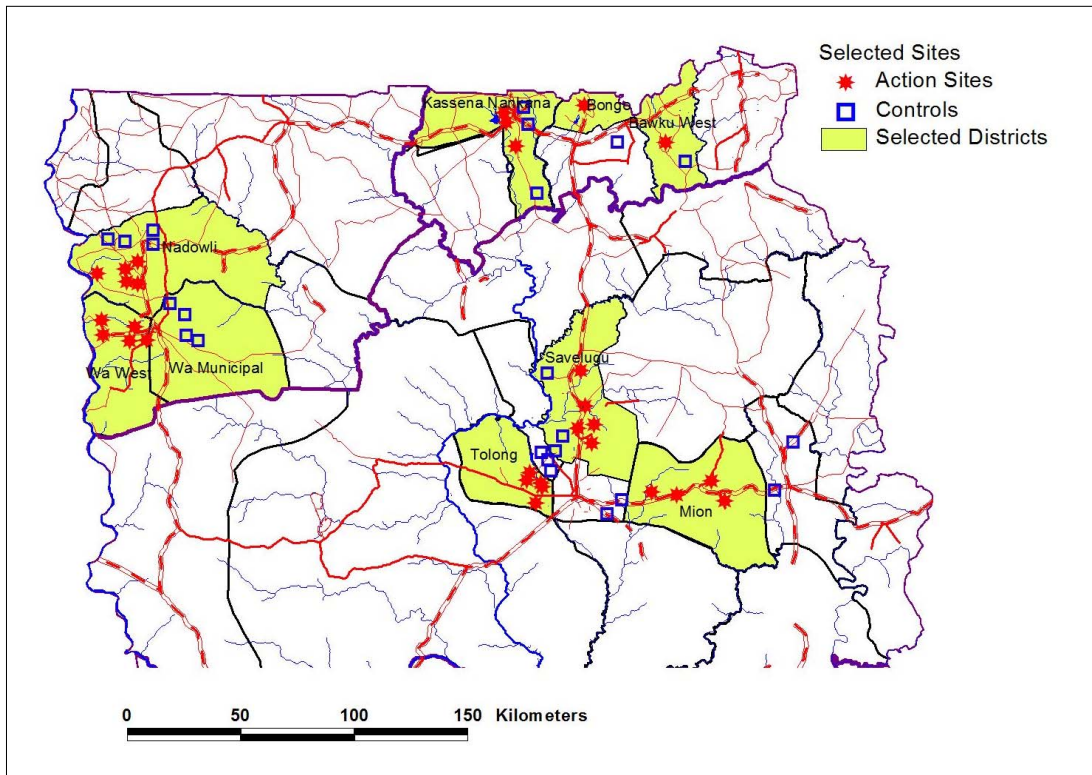 Selected Sites
Action Sites
Controls
Selected Districts
Kassena Nankana
Bongo
Bawku West
Nadowli
Wa West
Wa Municipal
Savelugu
Tolong
Mion
0 50 100 150 Kilometers